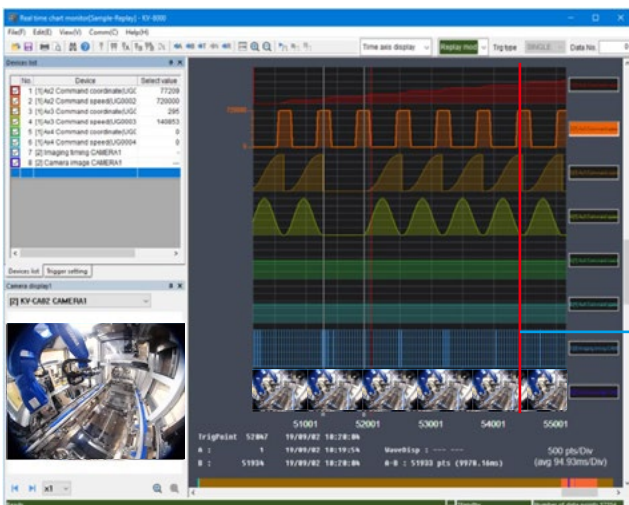 Real time chart monitor[Sample-Replay] - KV-8000
File(F) Edit(E) View(V) Comm(C) Help(H)
Time axis display
Replay mod
Trg type
SINGLE
Data No.
Devices list
No. Device Select value
1 [1]Ax2 Command coordinate(UG( 77209
2 [1]Ax2 Command speed(UG0002 720000
3 [1]Ax3 Command coordinate(UG( 295
4 [1]Ax3 Command speed(UG0003 140853
5 [1]Ax4 Command coordinate(UG( 0
6 [1]Ax4 Command speed(UG0004 0
7 [2] Imaging timing CAMERA1 -
8 [2] Camera image CAMERA1 ---
Devices list Trigger setting
Camera display1
[2] KV-CA02 CAMERA1
x1
720000
0
51001 52001 53001 54001 55001
TrigPoint 52047 19/09/02 10:20:04
A : 1 19/09/02 10:19:54 WaveDisp : --- ---
B : 51934 19/09/02 10:20:04 A-B : 51933 pts (9978.16ms)
500 pts/Div
(avg 94.93ms/Div)